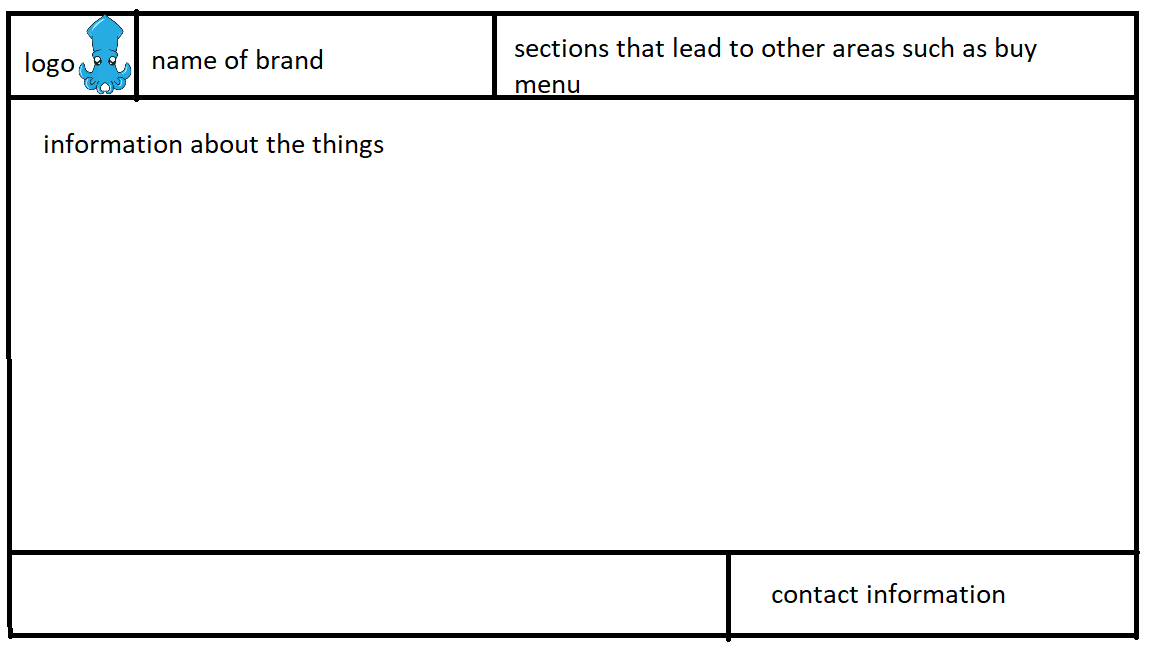 logo
name of brand
sections that lead to other areas such as buy
menu
information about the things
contact information